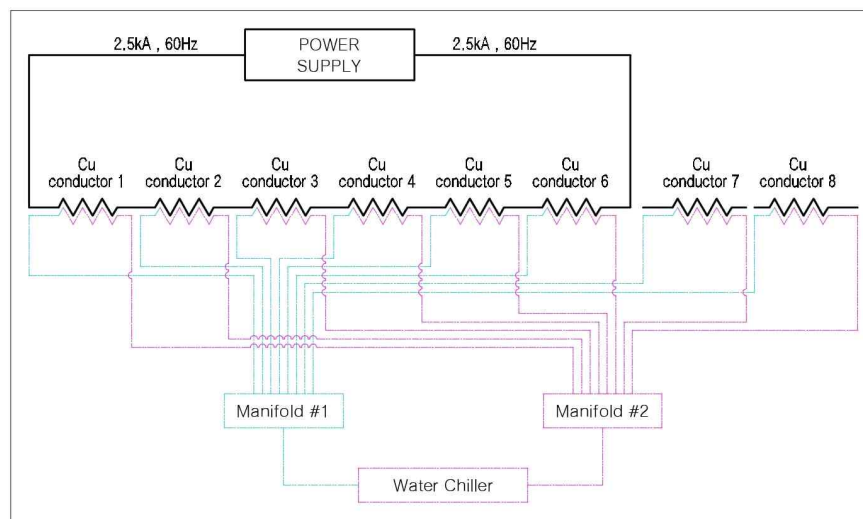 2.5kA , 60Hz
POWER
SUPPLY
2.5kA , 60Hz
Cu
conductor 1
Cu
conductor 2
Cu
conductor 3
Cu
conductor 4
Cu
conductor 5
Cu
conductor 6
Cu
conductor 7
Cu
conductor 8
Manifold #1
Manifold #2
Water Chiller